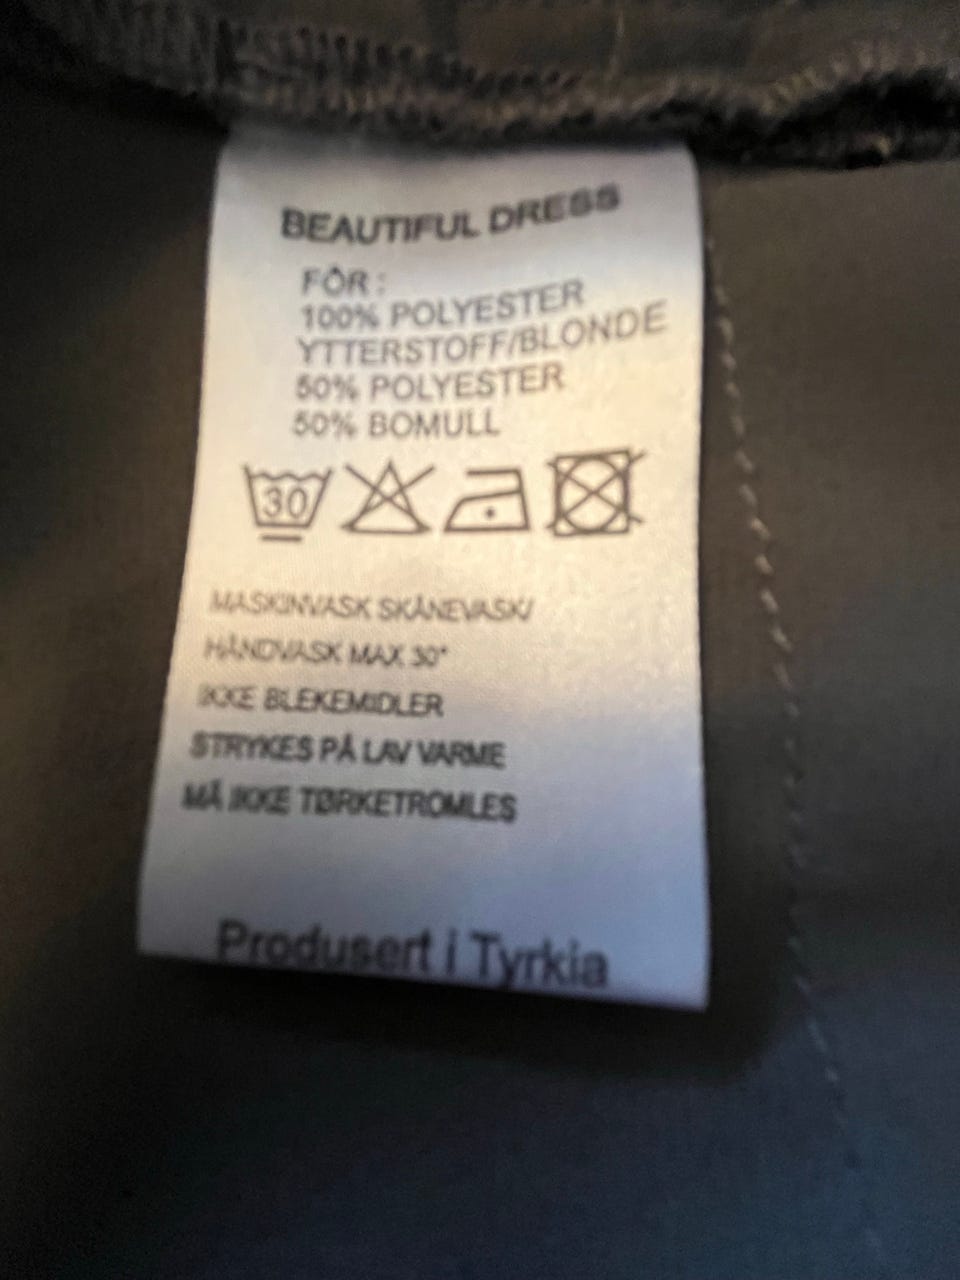 BEAUTIFUL DRESS
FÔR :
100% POLYESTER
YTTERSTOFF/BLONDE
50% POLYESTER
50% BOMULL
30
MASKINVASK SKÅNEVASK/
HÅNDVASK MAX 30°
IKKE BLEKEMIDLER
STRYKES PÅ LAV VARME
MÅ IKKE TØRKETROMLES
Produsert i Tyrkia